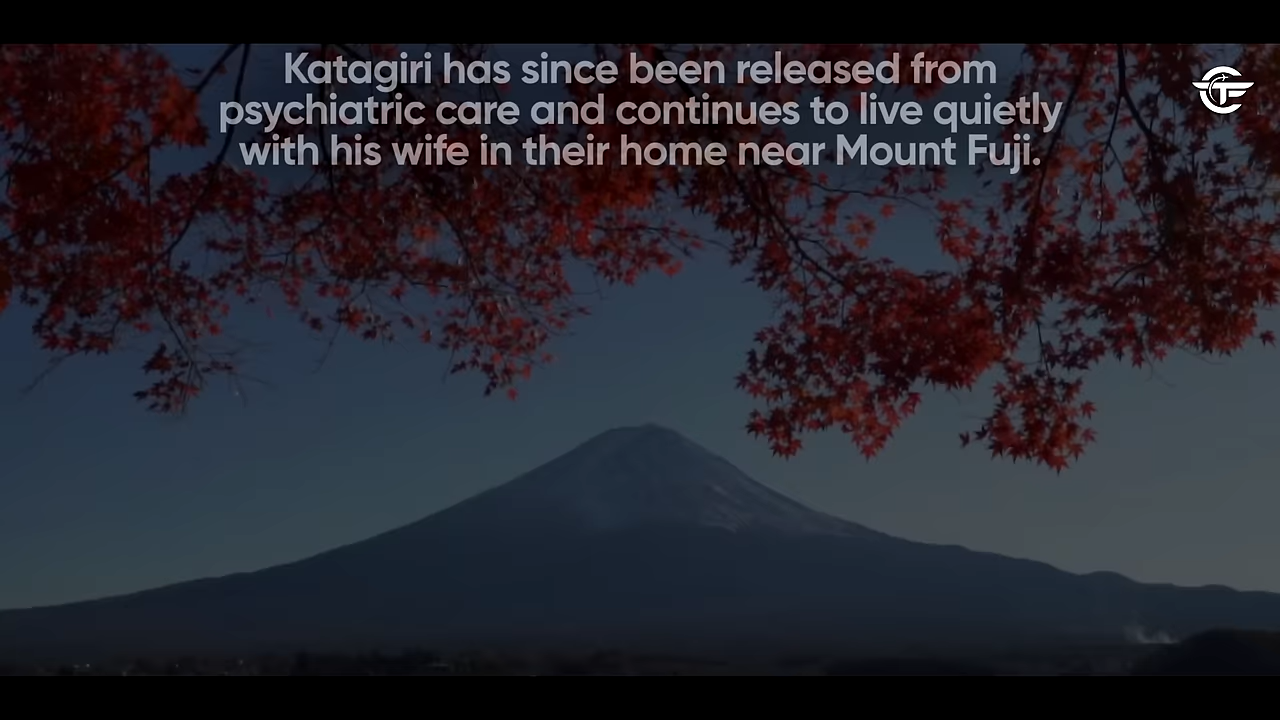 Katagiri has since been released from
psychiatric care and continues to live quietly
with his wife in their home near Mount Fuji.